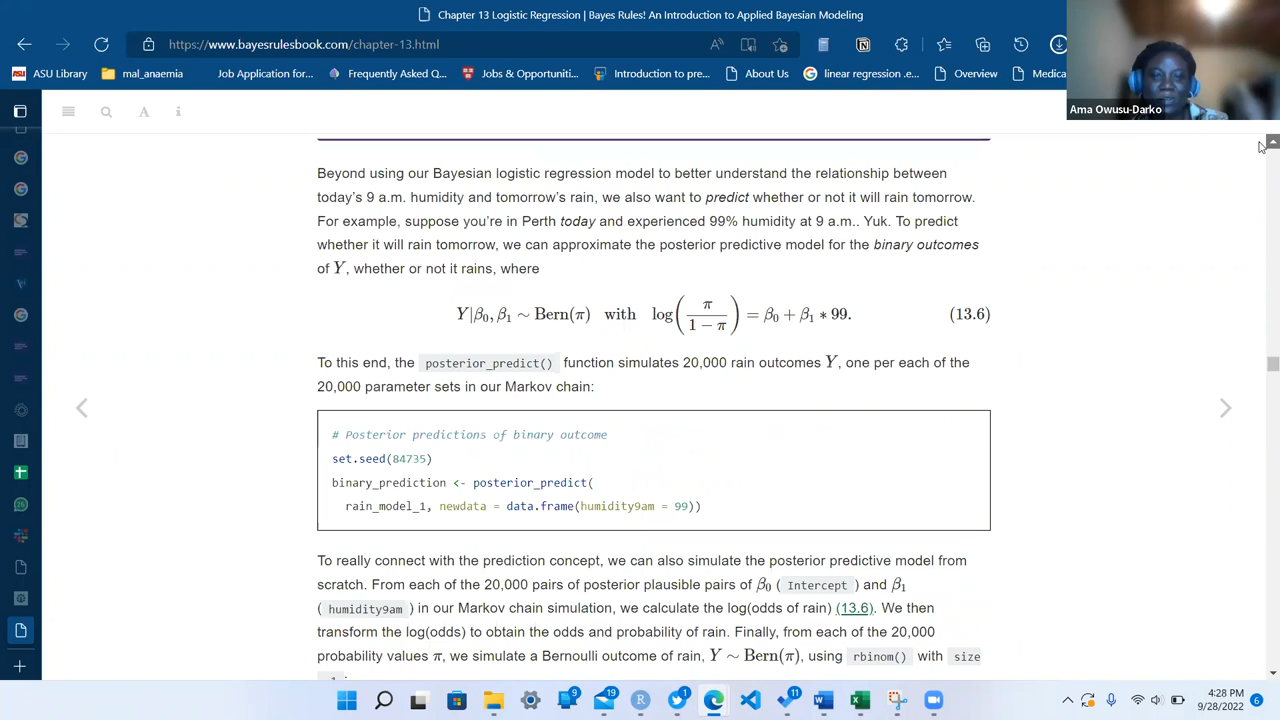 Chapter 13 Logistic Regression | Bayes Rules! An Introduction to Applied Bayesian Modeling
https://www.bayesrulesbook.com/chapter-13.html
ASU Library mal_anaemia Job Application for... Frequently Asked Q... Jobs & Opportuniti... Introduction to pre... About Us linear regression .e... Overview Medica
Ama Owusu-Darko
Beyond using our Bayesian logistic regression model to better understand the relationship between
today's 9 a.m. humidity and tomorrow's rain, we also want to predict whether or not it will rain tomorrow.
For example, suppose you're in Perth today and experienced 99% humidity at 9 a.m.. Yuk. To predict
whether it will rain tomorrow, we can approximate the posterior predictive model for the binary outcomes
of Y, whether or not it rains, where
Y|β₀, β₁ ∼ Bern(π) with log(π/(1 − π)) = β₀ + β₁ ∗ 99. (13.6)
To this end, the posterior_predict() function simulates 20,000 rain outcomes Y, one per each of the
20,000 parameter sets in our Markov chain:
# Posterior predictions of binary outcome
set.seed(84735)
binary_prediction <- posterior_predict(
rain_model_1, newdata = data.frame(humidity9am = 99))
To really connect with the prediction concept, we can also simulate the posterior predictive model from
scratch. From each of the 20,000 pairs of posterior plausible pairs of β₀ ( Intercept ) and β₁
( humidity9am ) in our Markov chain simulation, we calculate the log(odds of rain) (13.6). We then
transform the log(odds) to obtain the odds and probability of rain. Finally, from each of the 20,000
probability values π, we simulate a Bernoulli outcome of rain, Y ∼ Bern(π), using rbinom() with size
9 19 1 11
4:28 PM
9/28/2022 6